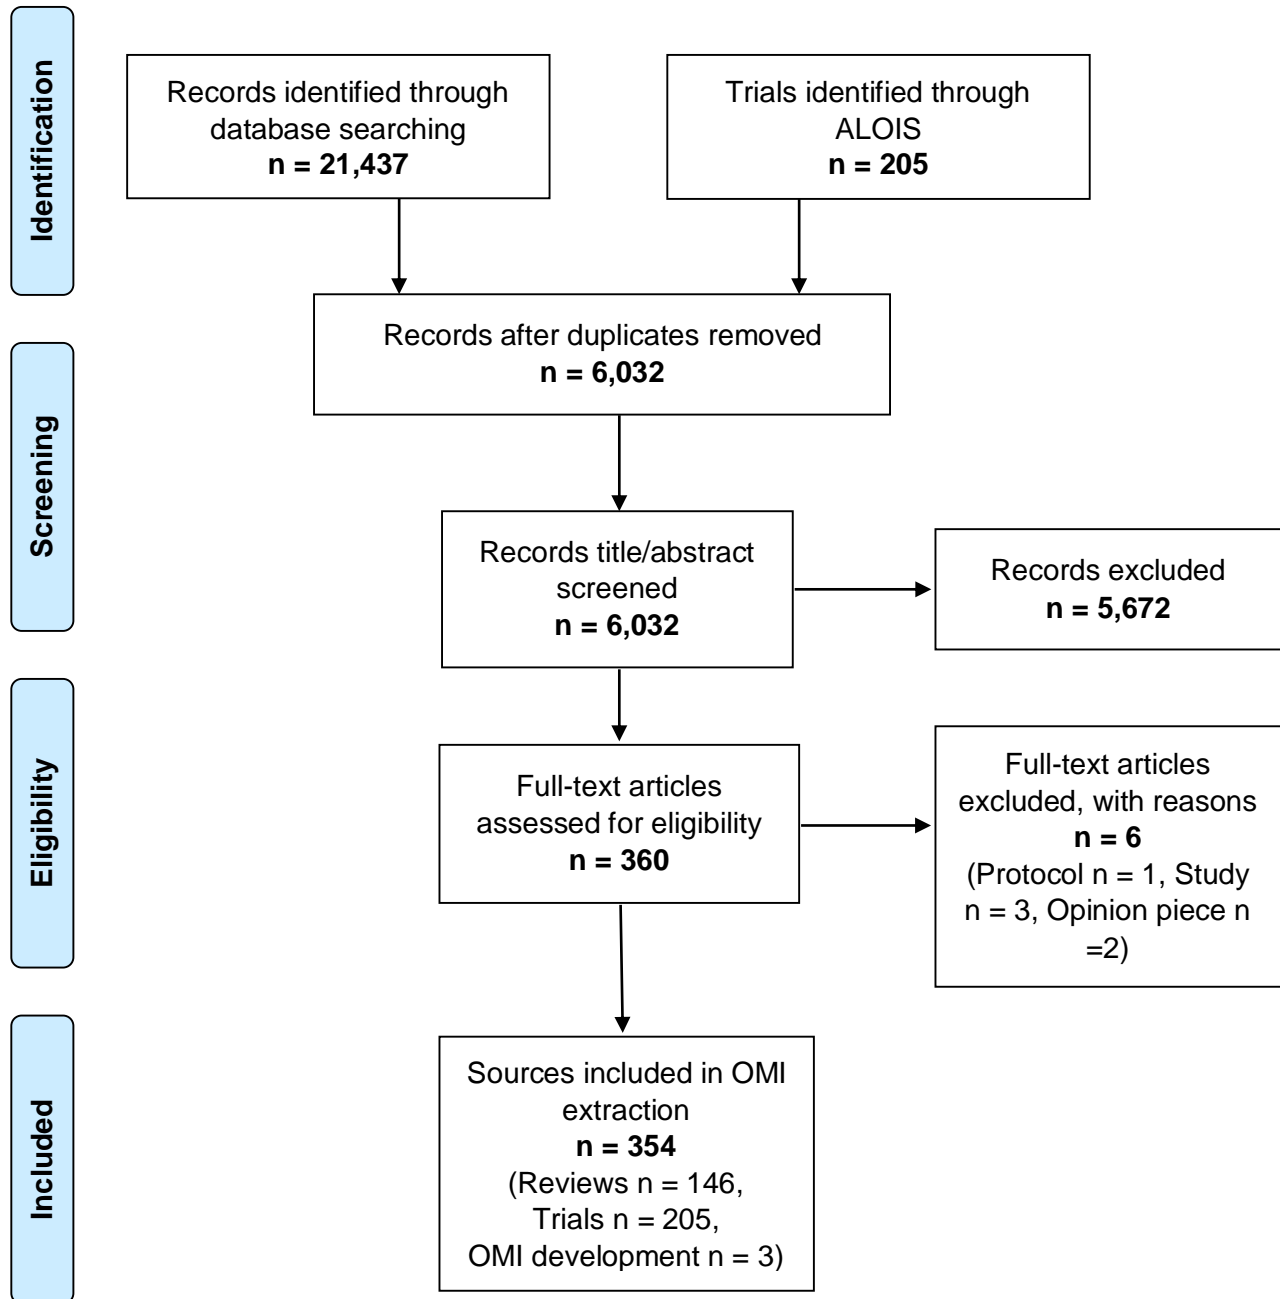 Identification
Records identified through
database searching
n = 21,437
Trials identified through
ALOIS
n = 205
Records after duplicates removed
n = 6,032
Screening
Records title/abstract
screened
n = 6,032
Records excluded
n = 5,672
Eligibility
Full-text articles
assessed for eligibility
n = 360
Full-text articles
excluded, with reasons
n = 6
(Protocol n = 1, Study
n = 3, Opinion piece n
=2)
Included
Sources included in OMI
extraction
n = 354
(Reviews n = 146,
Trials n = 205,
OMI development n = 3)